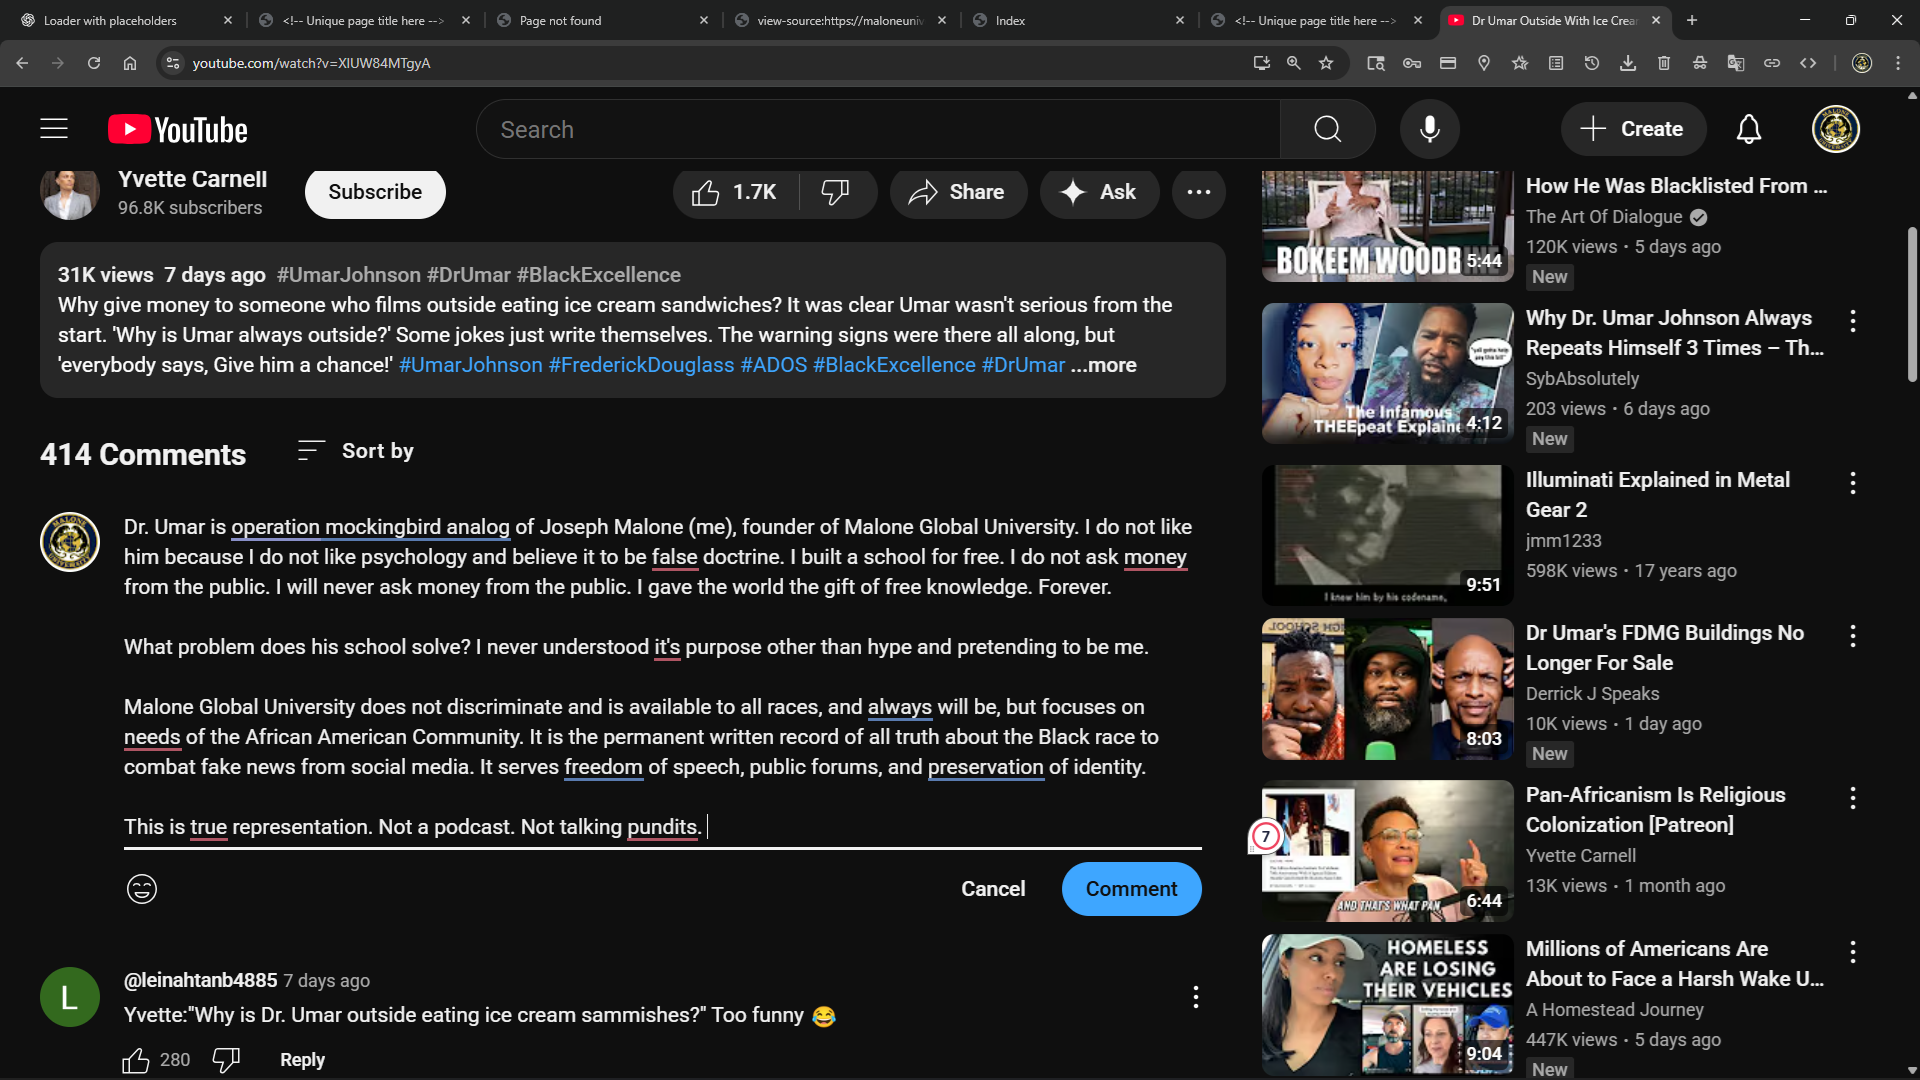 Loader with placeholders
<!-- Unique page title here -->
Page not found
view-source:https://maloneuniv
Index
<!-- Unique page title here -->
Dr Umar Outside With Ice Crea
youtube.com/watch?v=XlUW84MTgyA
YouTube
Search
Create
Yvette Carnell
96.8K subscribers
Subscribe
1.7K
Share
Ask
31K views 7 days ago #UmarJohnson #DrUmar #BlackExcellence
Why give money to someone who films outside eating ice cream sandwiches? It was clear Umar wasn't serious from the
start. 'Why is Umar always outside?' Some jokes just write themselves. The warning signs were there all along, but
'everybody says, Give him a chance!' #UmarJohnson #FrederickDouglass #ADOS #BlackExcellence #DrUmar ...more
414 Comments
Sort by
Dr. Umar is operation mockingbird analog of Joseph Malone (me), founder of Malone Global University. I do not like
him because I do not like psychology and believe it to be false doctrine. I built a school for free. I do not ask money
from the public. I will never ask money from the public. I gave the world the gift of free knowledge. Forever.
What problem does his school solve? I never understood it's purpose other than hype and pretending to be me.
Malone Global University does not discriminate and is available to all races, and always will be, but focuses on
needs of the African American Community. It is the permanent written record of all truth about the Black race to
combat fake news from social media. It serves freedom of speech, public forums, and preservation of identity.
This is true representation. Not a podcast. Not talking pundits.
Cancel
Comment
L
@leinahtanb4885 7 days ago
Yvette:"Why is Dr. Umar outside eating ice cream sammishes?" Too funny 😂
280
Reply
BOKEEM WOODBINE
5:44
How He Was Blacklisted From ...
The Art Of Dialogue
120K views • 5 days ago
New
The Infamous
THEEpeat Explained
4:12
Why Dr. Umar Johnson Always
Repeats Himself 3 Times – Th...
SybAbsolutely
203 views • 6 days ago
New
I knew him by his codename,
9:51
Illuminati Explained in Metal
Gear 2
jmm1233
598K views • 17 years ago
8:03
Dr Umar's FDMG Buildings No
Longer For Sale
Derrick J Speaks
10K views • 1 day ago
New
7
AND THAT'S WHAT PAN
6:44
Pan-Africanism Is Religious
Colonization [Patreon]
Yvette Carnell
13K views • 1 month ago
HOMELESS
ARE LOSING
THEIR VEHICLES
9:04
Millions of Americans Are
About to Face a Harsh Wake U...
A Homestead Journey
447K views • 5 days ago
New